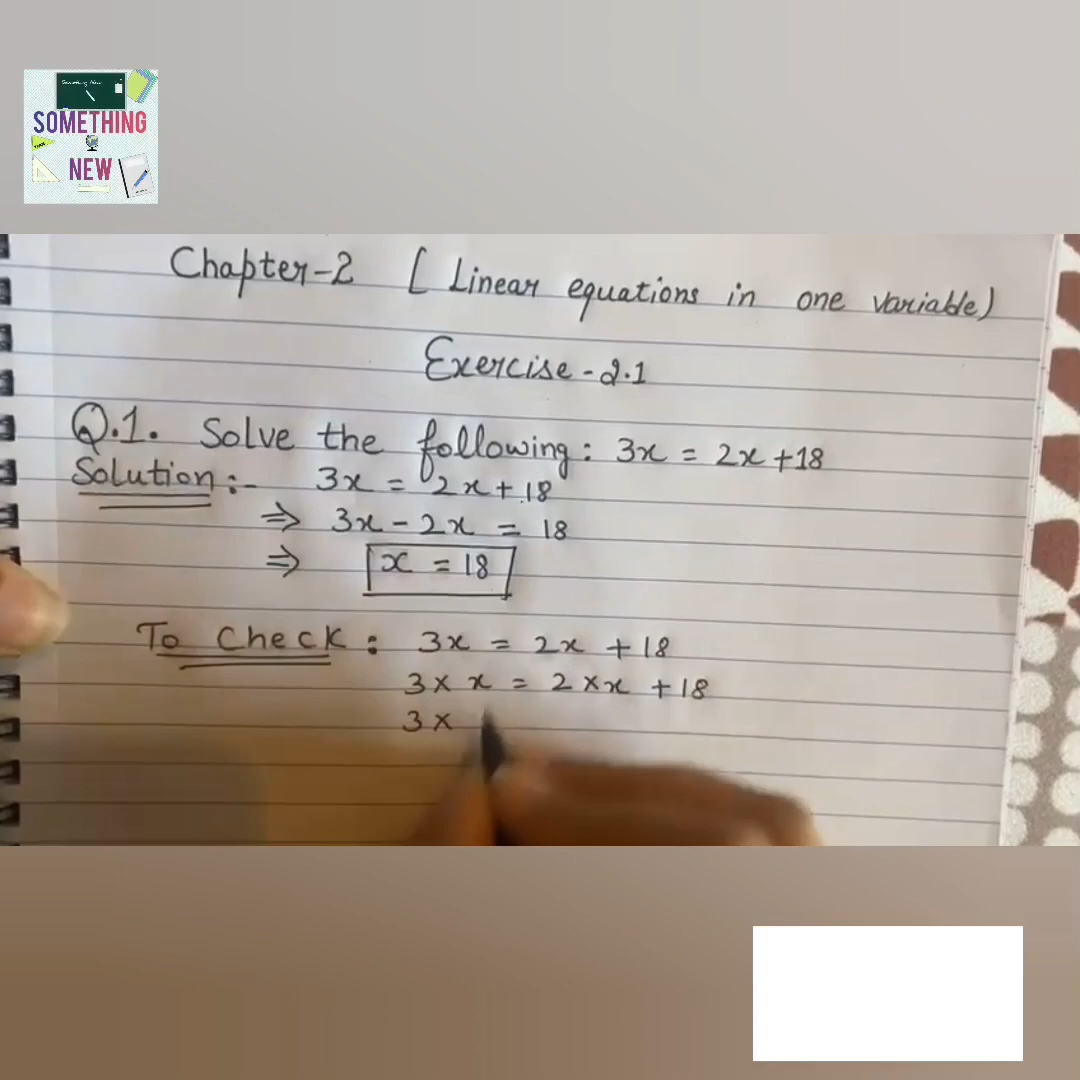 SOMETHING
NEW
Chapter-2 [Linear equations in one variable)
Exercise-2.1
Q.1. Solve the following: 3x = 2x+18
Solution:- 3x = 2x+18
⇒ 3x-2x = 18
⇒ x = 18
To Check: 3x = 2x +18
3×x = 2×x +18
3×